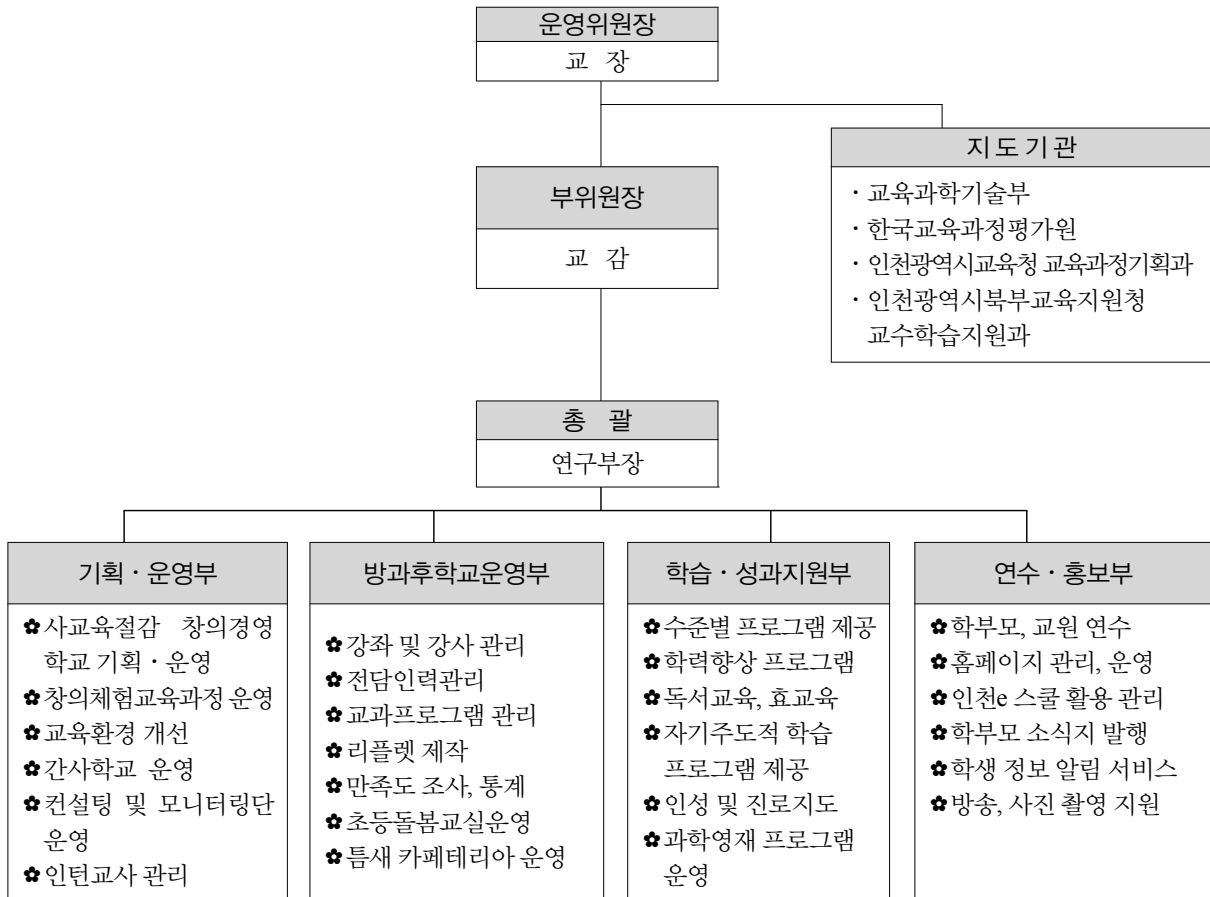 운영위원장
교 장
지 도 기 관
· 교육과학기술부
· 한국교육과정평가원
· 인천광역시교육청 교육과정기획과
· 인천광역시북부교육지원청
교수학습지원과
부위원장
교 감
총 괄
연구부장
기획 · 운영부
✿사교육절감 창의경영
학교 기획 · 운영
✿창의체험교육과정 운영
✿교육환경 개선
✿간사학교 운영
✿컨설팅 및 모니터링단
운영
✿인턴교사 관리
방과후학교운영부
✿강좌 및 강사 관리
✿전담인력관리
✿교과프로그램 관리
✿리플렛 제작
✿만족도 조사, 통계
✿초등돌봄교실운영
✿틈새 카페테리아 운영
학습 · 성과지원부
✿수준별 프로그램 제공
✿학력향상 프로그램
✿독서교육, 효교육
✿자기주도적 학습
프로그램 제공
✿인성 및 진로지도
✿과학영재 프로그램
운영
연수 · 홍보부
✿학부모, 교원 연수
✿홈페이지 관리, 운영
✿인천e 스쿨 활용 관리
✿학부모 소식지 발행
✿학생 정보 알림 서비스
✿방송, 사진 촬영 지원